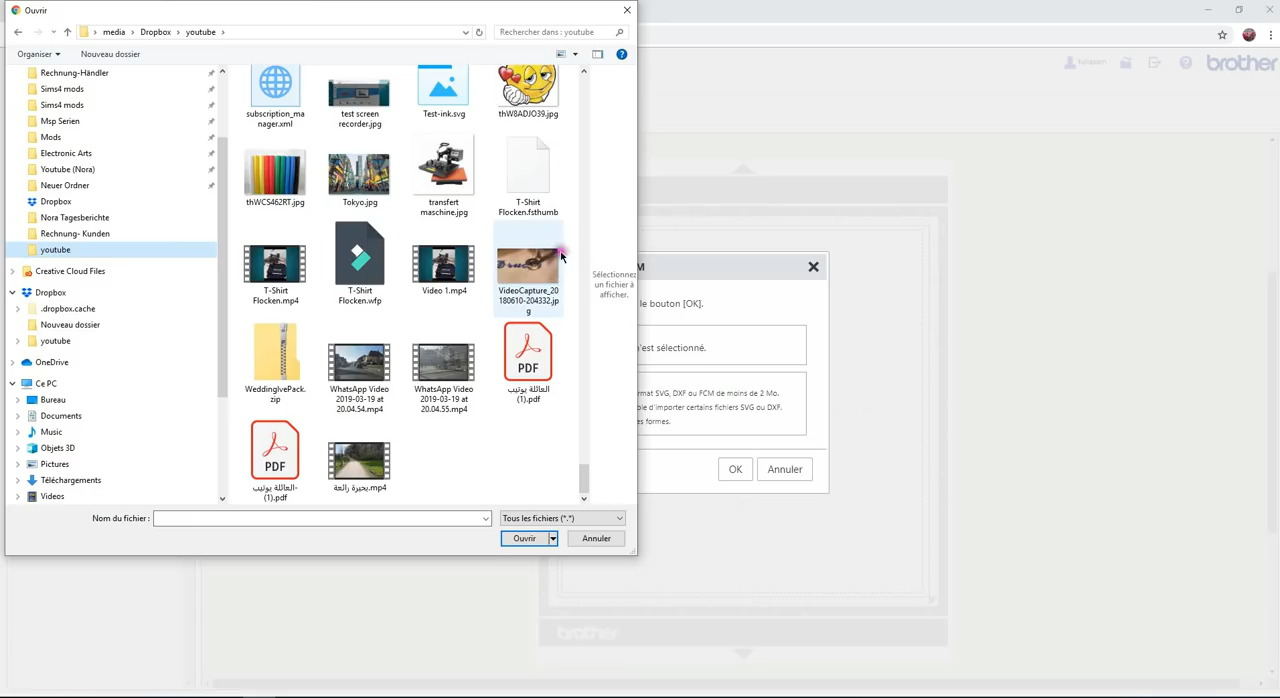 Ouvrir
media
Dropbox
youtube
Rechercher dans : youtube
Organiser
Nouveau dossier
Rechnung-Händler
Sims4 mods
Sims4 mods
Msp Serien
Mods
Electronic Arts
Youtube (Nora)
Neuer Ordner
Dropbox
Nora Tagesberichte
Rechnung- Kunden
youtube
Creative Cloud Files
Dropbox
.dropbox.cache
Nouveau dossier
youtube
OneDrive
Ce PC
Bureau
Documents
Music
Objets 3D
Pictures
Téléchargements
Videos
subscription_ma
nager.xml
test screen
recorder.jpg
Test-ink.svg
thW8ADJO39.jpg
thWCS462RT.jpg
Tokyo.jpg
transfert
maschine.jpg
T-Shirt
Flocken.fsthumb
T-Shirt
Flocken.mp4
T-Shirt
Flocken.wfp
Video 1.mp4
VideoCapture_20
180610-204332.jp
g
WeddingIvePack.
zip
WhatsApp Video
2019-03-19 at
20.04.54.mp4
WhatsApp Video
2019-03-19 at
20.04.55.mp4
PDF
العائلة يوتيب
(1).pdf
PDF
العائلة يوتيب-
(1).pdf
بحيرة رائعة.mp4
Sélectionnez
un fichier à
afficher.
Nom du fichier :
Tous les fichiers (*.*)
Ouvrir
Annuler
brother
M
le bouton [OK].
'est sélectionné.
rmat SVG, DXF ou FCM de moins de 2 Mo.
ble d'importer certains fichiers SVG ou DXF.
es formes.
OK
Annuler
brother